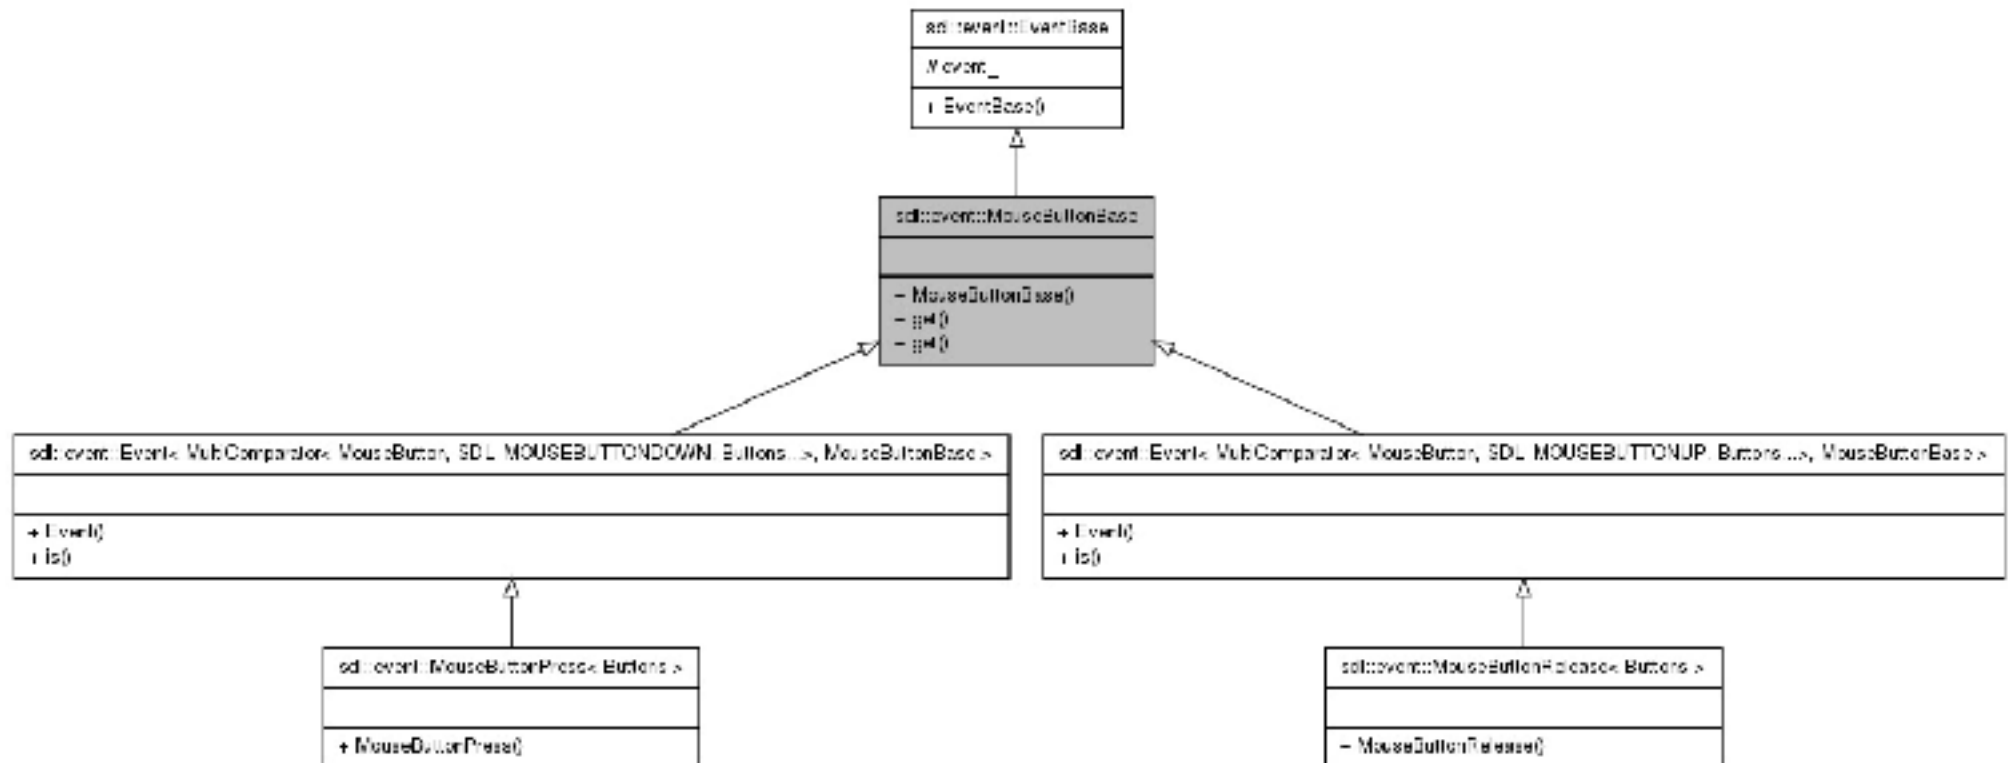 sdl::event::EventBase
# event_
+ EventBase()
sdl::event::MouseButtonBase
+ MouseButtonBase()
+ get()
+ get()
sdl::event::Event< MultiComparator< MouseButton, SDL_MOUSEBUTTONDOWN, Buttons...>, MouseButtonBase >
sdl::event::Event< MultiComparator< MouseButton, SDL_MOUSEBUTTONUP, Buttons...>, MouseButtonBase >
+ Event()
+ is()
+ Event()
+ is()
sdl::event::MouseButtonPress< Buttons >
sdl::event::MouseButtonRelease< Buttons >
+ MouseButtonPress()
+ MouseButtonRelease()